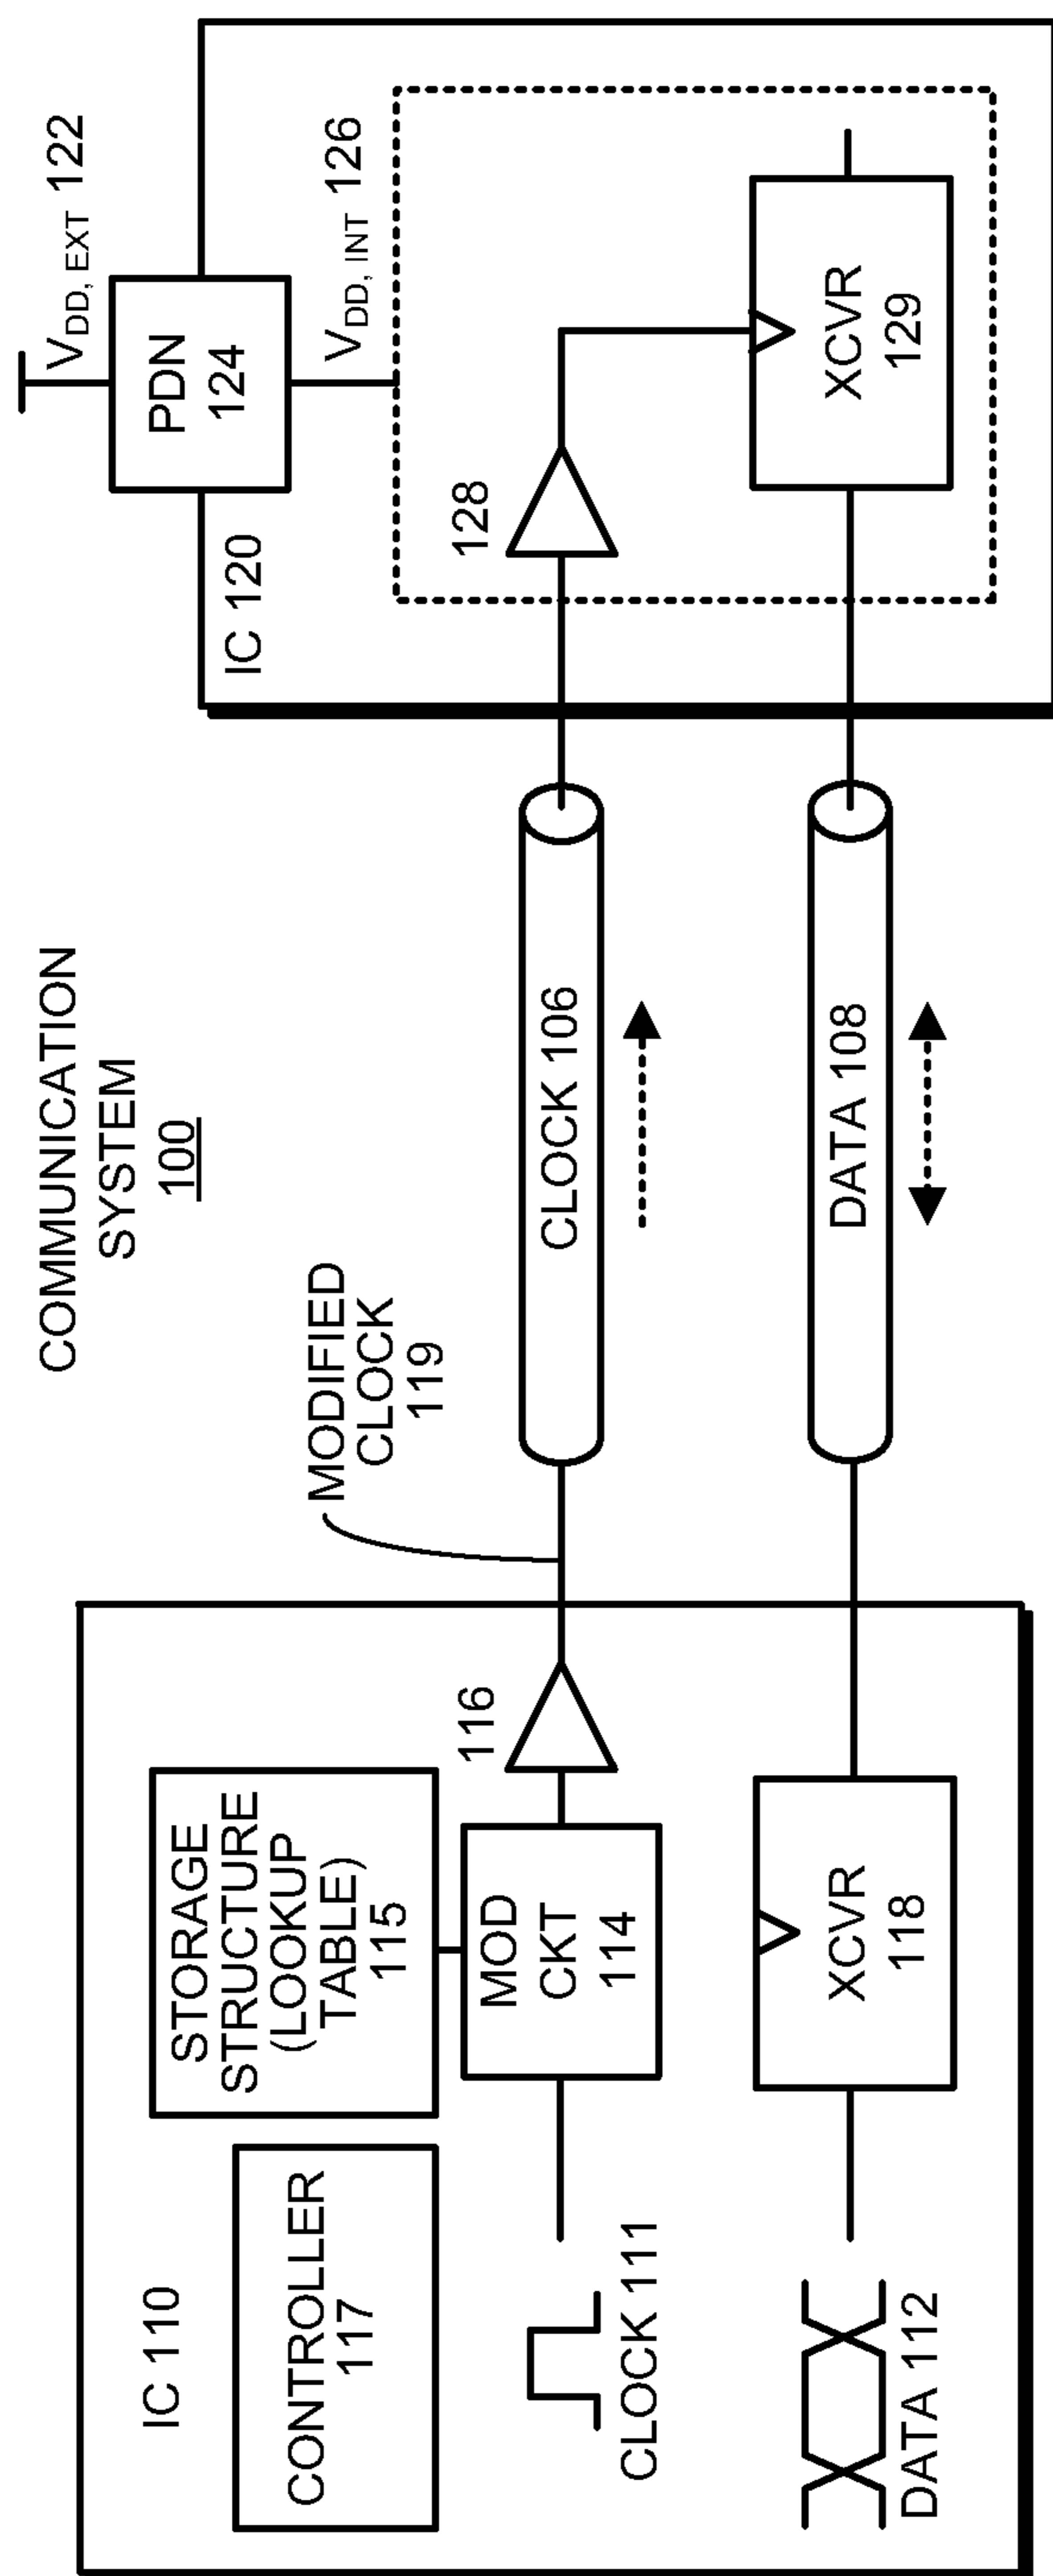 COMMUNICATION
SYSTEM
100
IC 110
CONTROLLER
117
STORAGE
STRUCTURE
(LOOKUP
TABLE)
115
CLOCK 111
MOD
CKT
114
116
MODIFIED
CLOCK
119
DATA 112
XCVR
118
CLOCK 106
DATA 108
VDD, EXT 122
PDN
124
VDD, INT 126
IC 120
128
XCVR
129